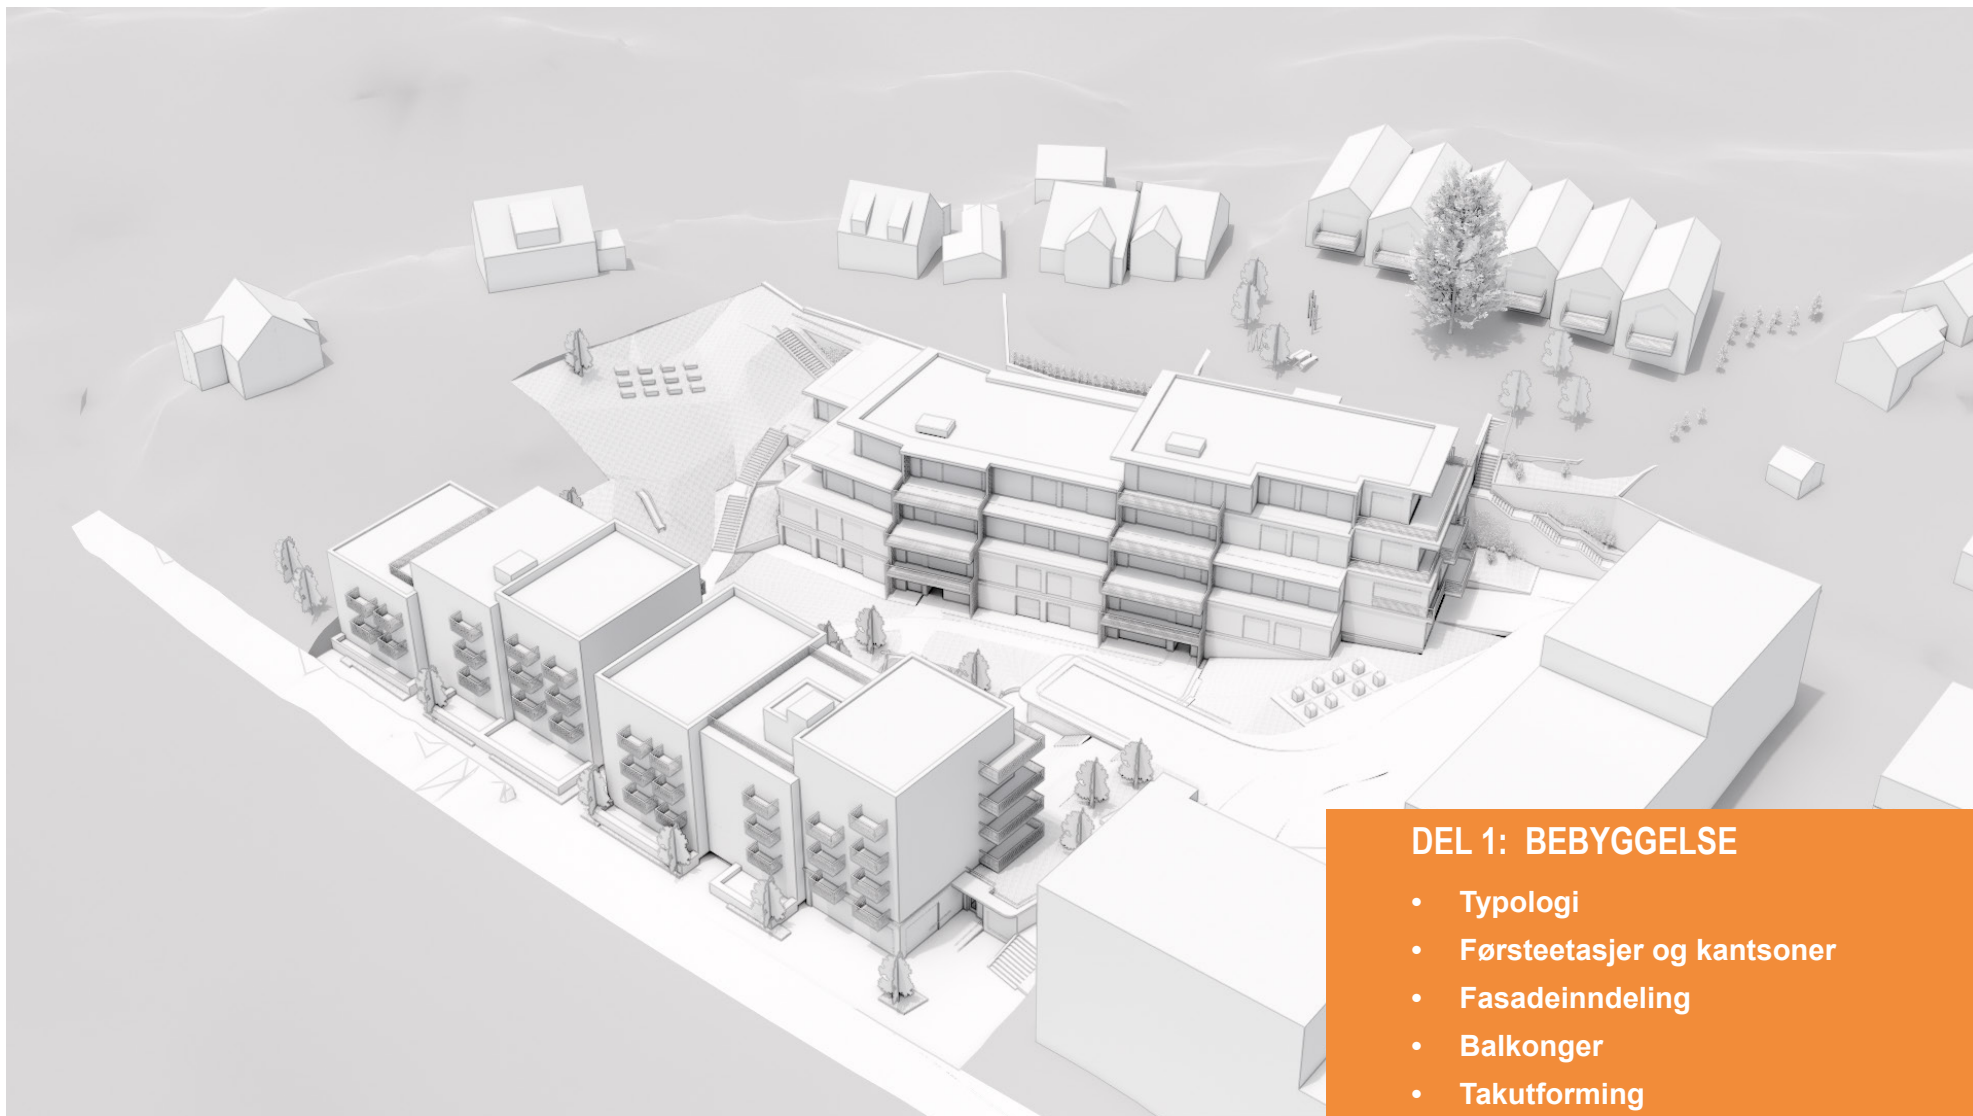 DEL 1: BEBYGGELSE
• Typologi
• Førsteetasjer og kantsoner
• Fasadeinndeling
• Balkonger
• Takutforming